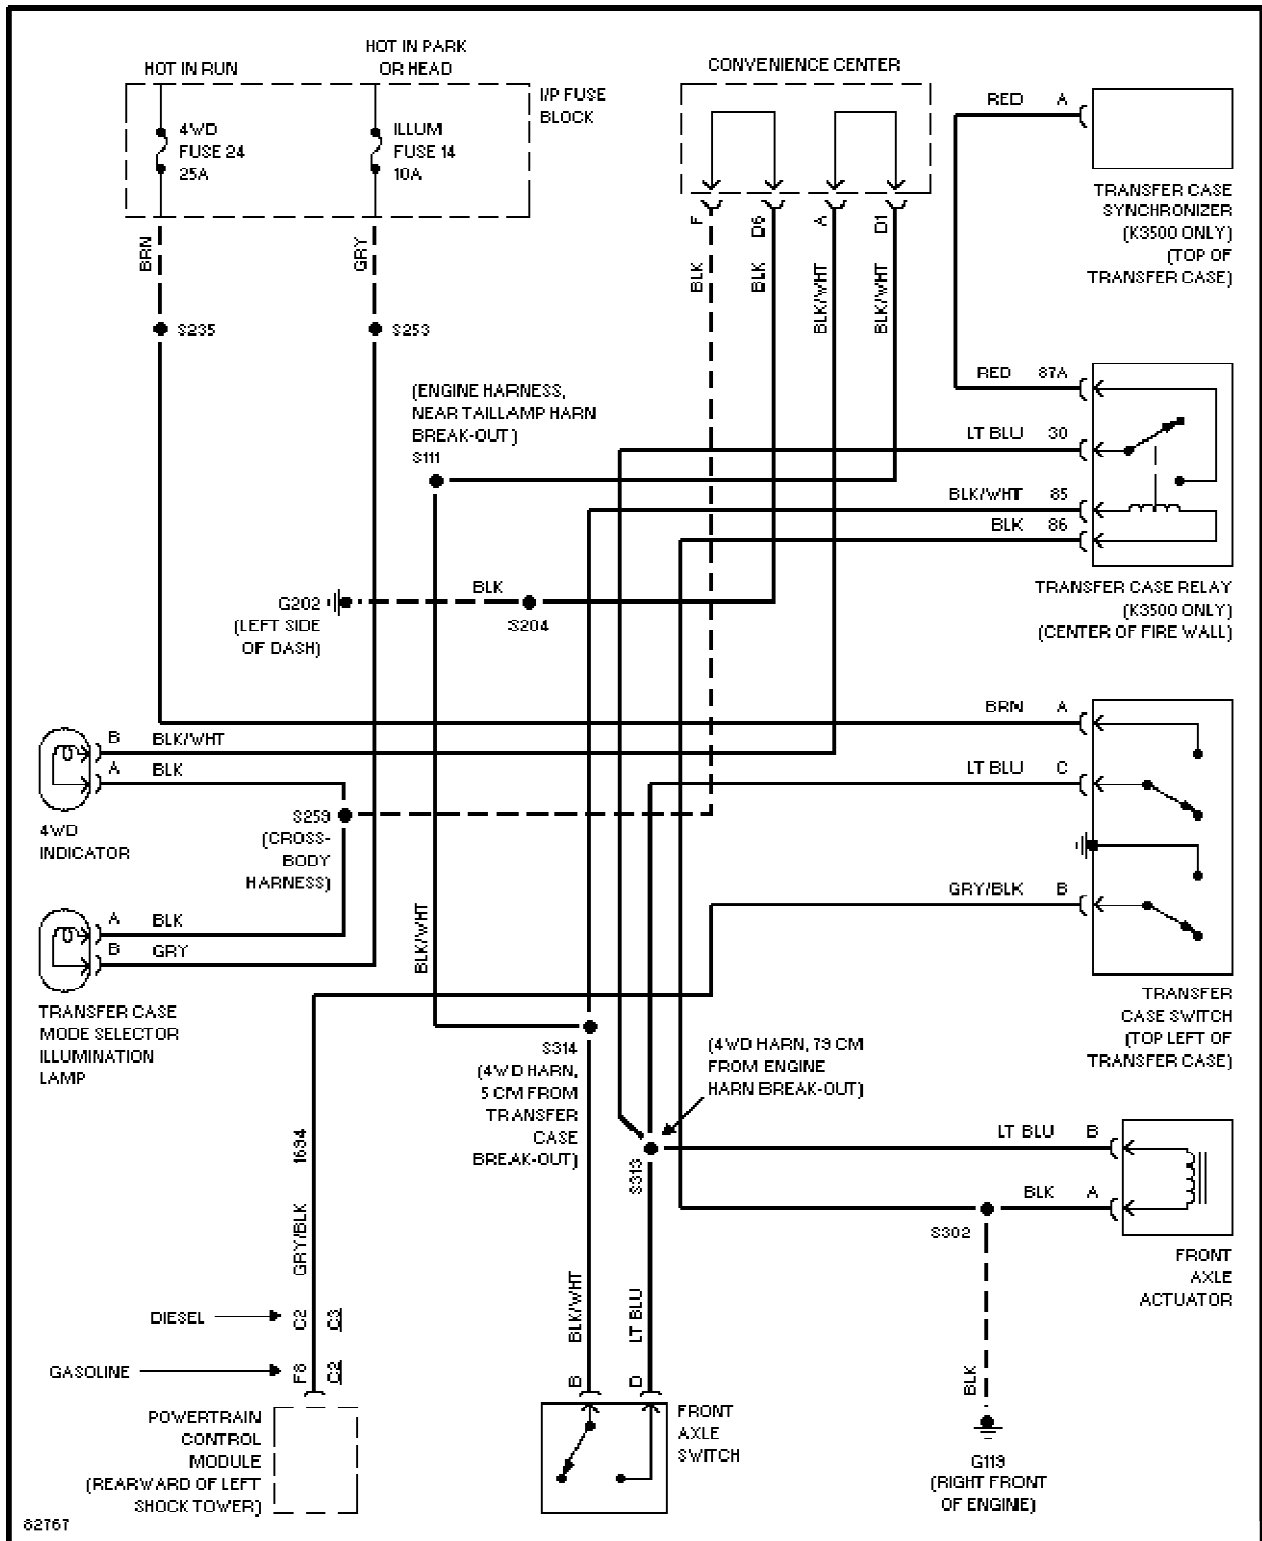 HOT IN RUN
HOT IN PARK
OR HEAD
I/P FUSE
BLOCK
4WD
FUSE 24
25A
ILLUM
FUSE 14
10A
CONVENIENCE CENTER
RED A
TRANSFER CASE
SYNCHRONIZER
(K3500 ONLY)
(TOP OF
TRANSFER CASE)
BRN
GRY
F
D6
A
D1
BLK
BLK
BLK/WHT
BLK/WHT
S235
S253
(ENGINE HARNESS,
NEAR TAILLAMP HARN
BREAK-OUT)
S111
RED 87A
LT BLU 30
BLK/WHT 85
BLK 86
TRANSFER CASE RELAY
(K3500 ONLY)
(CENTER OF FIRE WALL)
G202
(LEFT SIDE
OF DASH)
BLK
S204
BRN A
LT BLU C
GRY/BLK B
TRANSFER
CASE SWITCH
(TOP LEFT OF
TRANSFER CASE)
B BLK/WHT
A BLK
4WD
INDICATOR
S259
(CROSS-
BODY
HARNESS)
A BLK
B GRY
TRANSFER CASE
MODE SELECTOR
ILLUMINATION
LAMP
BLK/WHT
S314
(4WD HARN,
5 CM FROM
TRANSFER
CASE
BREAK-OUT)
(4WD HARN, 79 CM
FROM ENGINE
HARN BREAK-OUT)
S313
LT BLU B
BLK A
S302
FRONT
AXLE
ACTUATOR
1694
GRY/BLK
DIESEL
C2
C3
GASOLINE
F8
C2
POWERTRAIN
CONTROL
MODULE
(REARWARD OF LEFT
SHOCK TOWER)
BLK/WHT
LT BLU
B
D
FRONT
AXLE
SWITCH
BLK
G113
(RIGHT FRONT
OF ENGINE)
82767